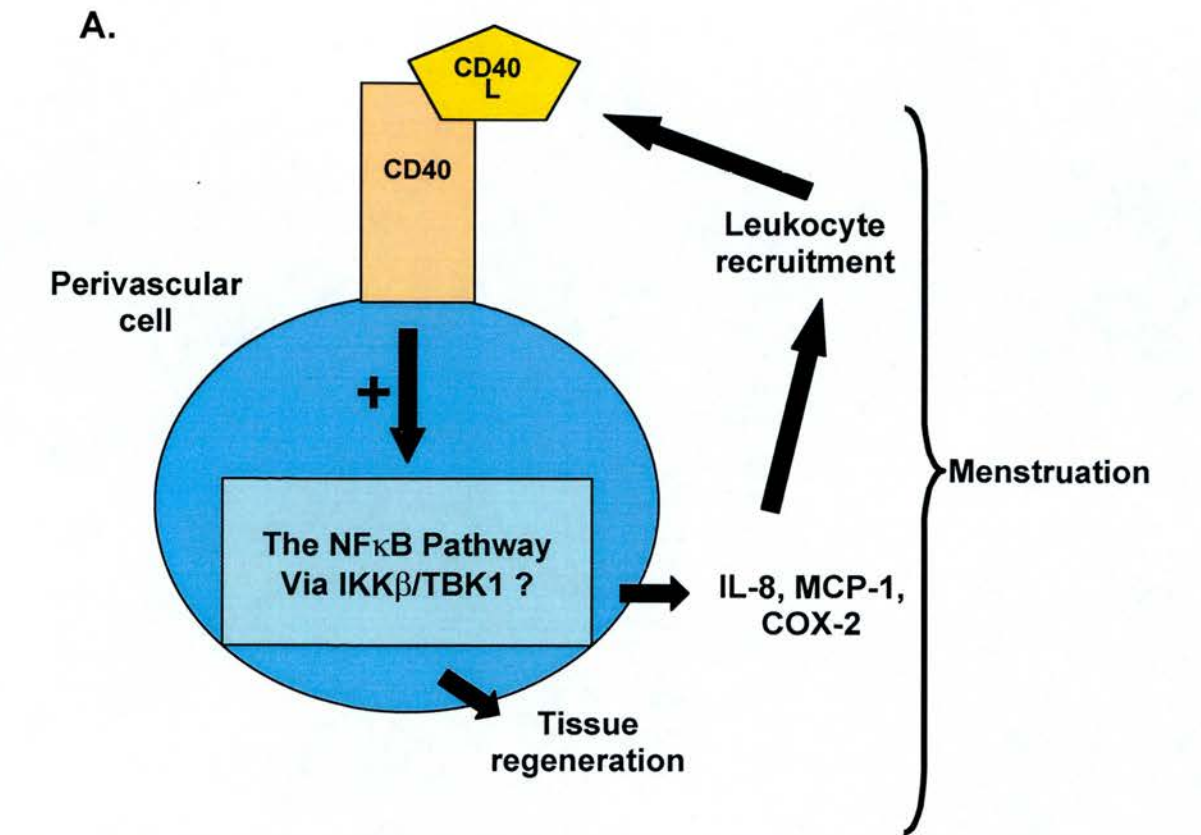 A.
CD40
L
CD40
Perivascular
cell
+
The NFκB Pathway
Via IKKβ/TBK1 ?
Leukocyte
recruitment
IL-8, MCP-1,
COX-2
Tissue
regeneration
Menstruation